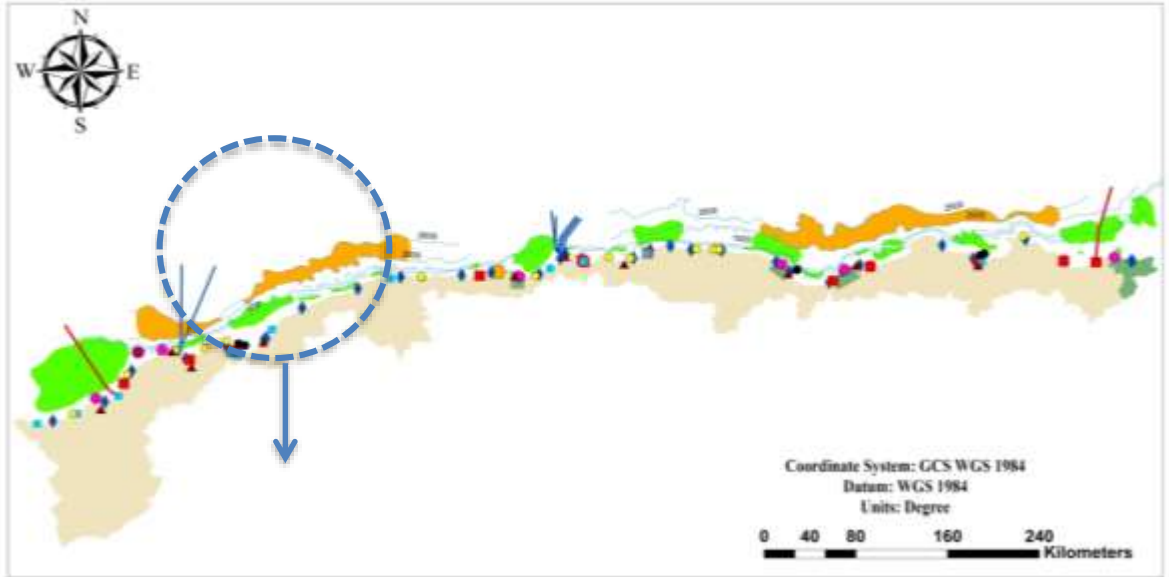 N
W E
S
Coordinate System: GCS WGS 1984
Datum: WGS 1984
Units: Degree
0 40 80 160 240
Kilometers